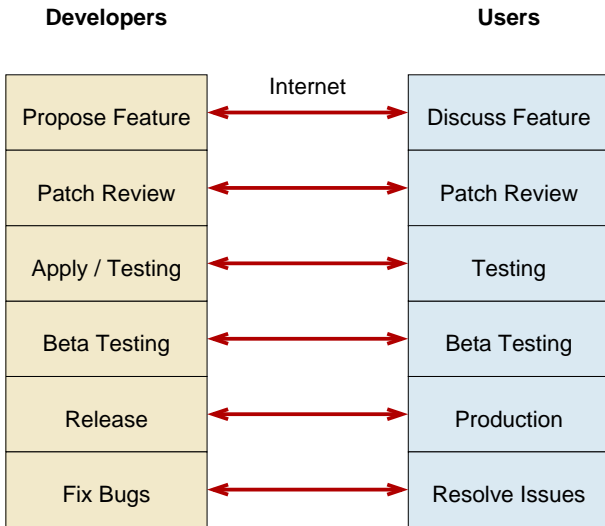 Developers Users
Internet
Propose Feature Discuss Feature
Patch Review Patch Review
Apply / Testing Testing
Beta Testing Beta Testing
Release Production
Fix Bugs Resolve Issues